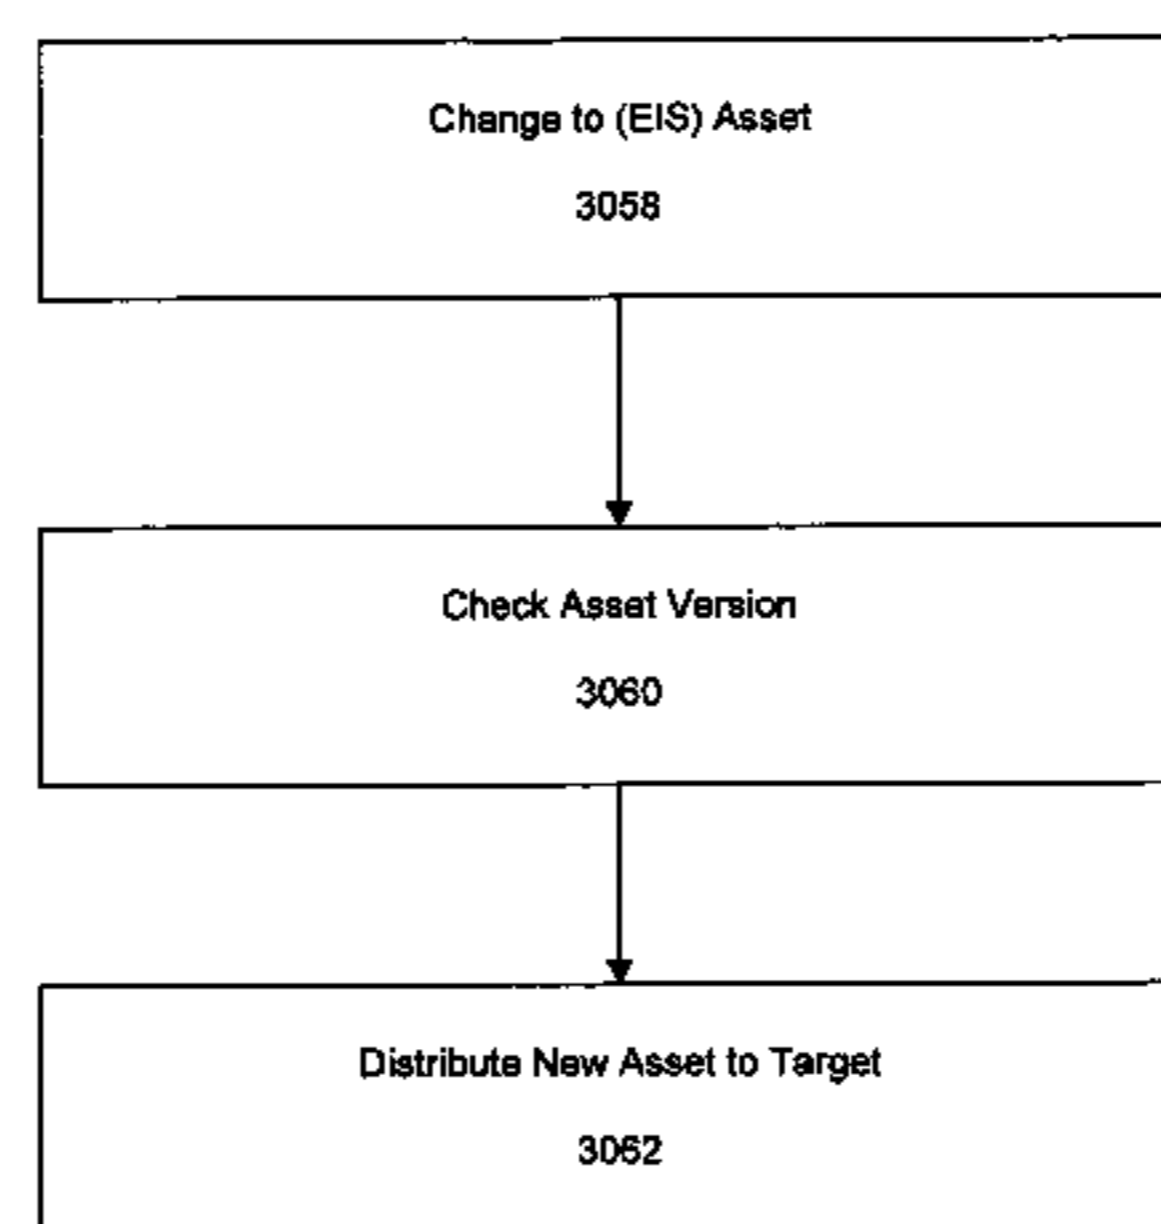 Change to (EIS) Asset
3058
Check Asset Version
3060
Distribute New Asset to Target
3062